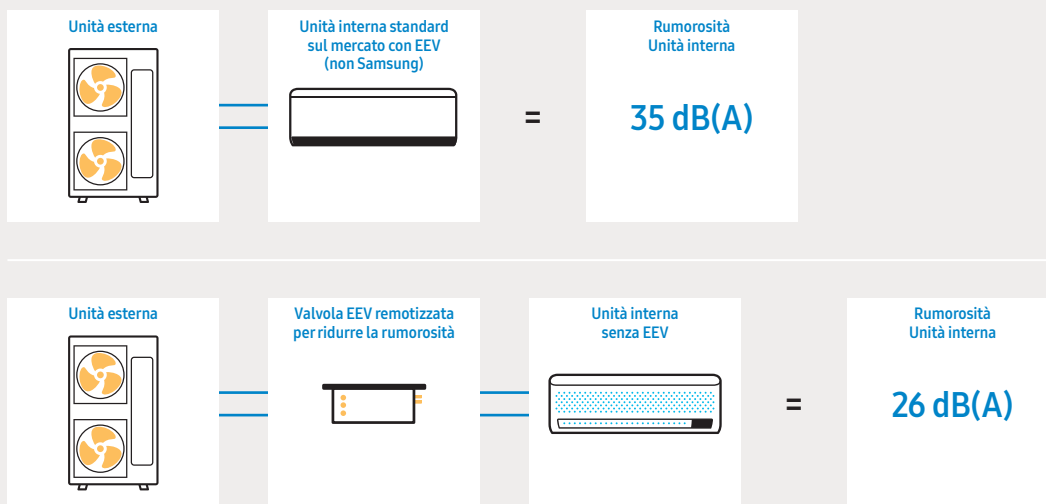 Unità esterna
Unità interna standard
sul mercato con EEV
(non Samsung)
Rumorosità
Unità interna
=
35 dB(A)
Unità esterna
Valvola EEV remotizzata
per ridurre la rumorosità
Unità interna
senza EEV
Rumorosità
Unità interna
=
26 dB(A)